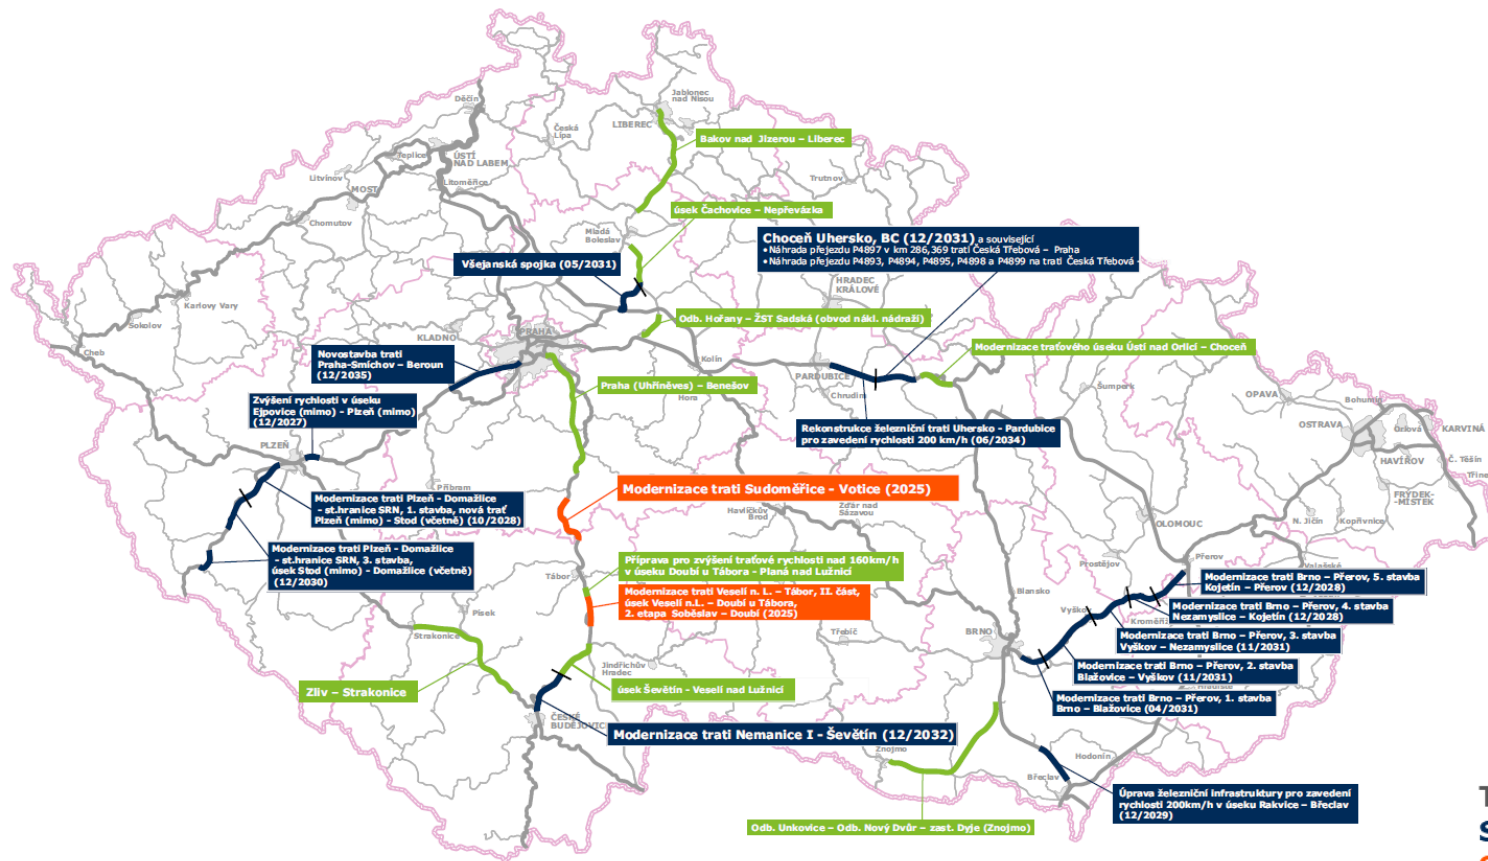 Děčín
Jablonec
nad Nisou
LIBEREC
Česká
Lípa
Bakov nad Jizerou – Liberec
Teplice
ÚSTÍ
NAD LABEM
Litvínov
MOST
Litoměřice
Trutnov
Chomutov
úsek Čachovice – Nepřevázka
Mladá
Boleslav
Choceň Uhersko, BC (12/2031) a související
• Náhrada přejezdu P4897 v km 286,369 trati Česká Třebová – Praha
• Náhrada přejezdu P4893, P4894, P4895, P4898 a P4899 na trati Česká Třebová -
Všejanská spojka (05/2031)
HRADEC
KRÁLOVÉ
Karlovy Vary
Sokolov
Cheb
KLADNO
PRAHA
Odb. Hořany – ŽST Sadská (obvod nákl. nádraží)
Modernizace traťového úseku Ústí nad Orlicí – Choceň
Novostavba trati
Praha-Smíchov – Beroun
(12/2035)
Kolín
PARDUBICE
Chrudim
Praha (Uhříněves) – Benešov
Hora
Šumperk
OPAVA
Bohumín
Zvýšení rychlosti v úseku
Ejpovice (mimo) - Plzeň (mimo)
(12/2027)
Rekonstrukce železniční trati Uhersko - Pardubice
pro zavedení rychlosti 200 km/h (06/2034)
OSTRAVA
Orlová
KARVINÁ
PLZEŇ
HAVÍŘOV
Č. Těšín
Příbram
Modernizace trati Sudoměřice - Votice (2025)
FRÝDEK-
-MÍSTEK
Modernizace trati Plzeň - Domažlice
- st.hranice SRN, 1. stavba, nová trať
Plzeň (mimo) - Stod (včetně) (10/2028)
Havlíčkův
Brod
Zďár nad
Sázavou
OLOMOUC
N. Jičín
Kopřivnice
Modernizace trati Plzeň - Domažlice
- st.hranice SRN, 3. stavba,
úsek Stod (mimo) - Domažlice (včetně)
(12/2030)
Přerov
Prostějov
Valašské
Tábor
Příprava pro zvýšení traťové rychlosti nad 160km/h
v úseku Doubí u Tábora - Planá nad Lužnicí
Modernizace trati Veselí n. L. – Tábor, II. část,
úsek Veselí n.L. – Doubí u Tábora,
2. etapa Soběslav – Doubí (2025)
Blansko
Modernizace trati Brno – Přerov, 5. stavba
Kojetín – Přerov (12/2028)
Písek
Vyškov
Modernizace trati Brno – Přerov, 4. stavba
Nezamyslice – Kojetín (12/2028)
Strakonice
Třebíč
BRNO
Modernizace trati Brno – Přerov, 3. stavba
Vyškov – Nezamyslice (11/2031)
Jindřichův
Hradec
Modernizace trati Brno – Přerov, 2. stavba
Blažovice – Vyškov (11/2031)
Zliv – Strakonice
úsek Ševětín - Veselí nad Lužnicí
Modernizace trati Brno – Přerov, 1. stavba
Brno – Blažovice (04/2031)
ČESKÉ
BUDĚJOVIC
Modernizace trati Nemanice I - Ševětín (12/2032)
Znojmo
Hodonín
Břeclav
Úprava železniční infrastruktury pro zavedení
rychlosti 200km/h v úseku Rakvice – Břeclav
(12/2029)
Odb. Unkovice – Odb. Nový Dvůr – zast. Dyje (Znojmo)
T
S